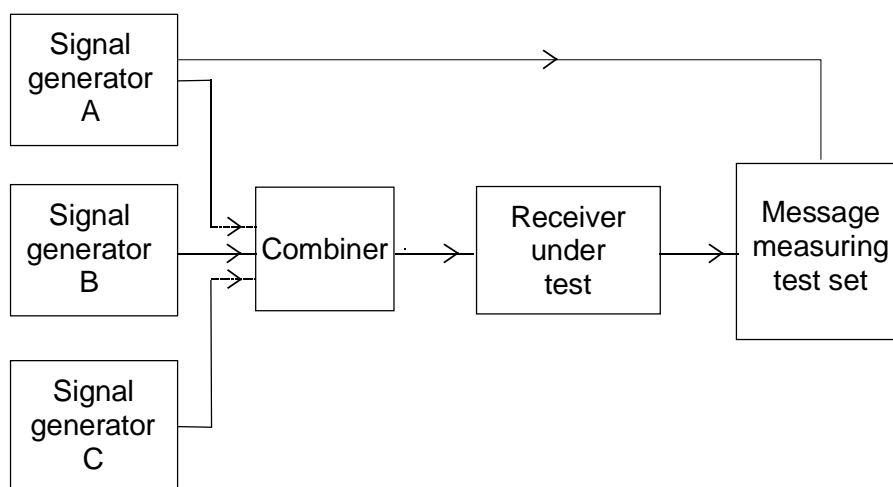 Signal
generator
A
Signal
generator
B
Signal
generator
C
Combiner
Receiver
under
test
Message
measuring
test set